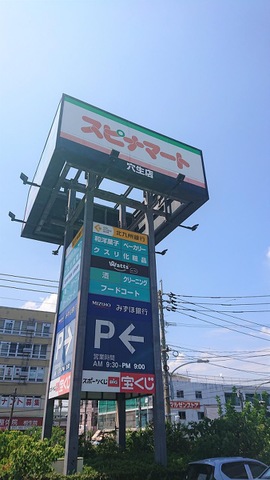 スピナマート
穴生店
北九州銀行
和洋菓子 ベーカリー
クスリ 化粧品
Watts
酒 クリーニング
フードコート
MIZUHO みずほ銀行
P←
営業時間
AM 9:30-PM 9:00
スポーツくじ 宝くじ